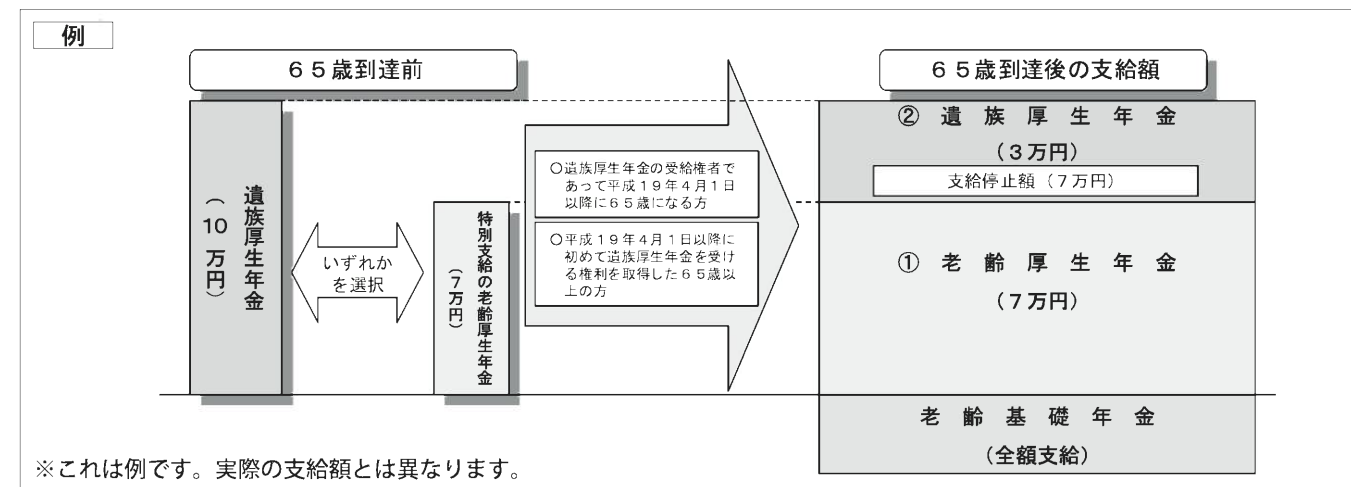 例
６５歳到達前
遺族厚生年金
（１０万円）
いずれか
を選択
特別支給の老齢厚生年金
（７万円）
○遺族厚生年金の受給権者で
あって平成１９年４月１日
以降に６５歳になる方
○平成１９年４月１日以降に
初めて遺族厚生年金を受け
る権利を取得した６５歳以
上の方
６５歳到達後の支給額
② 遺族厚生年金
（３万円）
支給停止額（７万円）
① 老齢厚生年金
（７万円）
老齢基礎年金
（全額支給）
※これは例です。実際の支給額とは異なります。